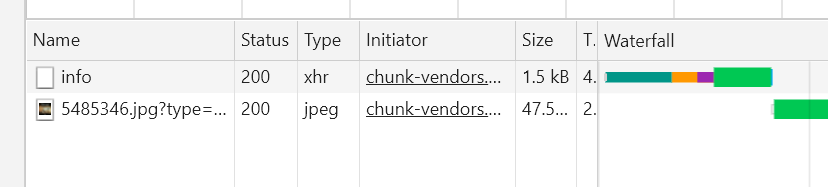 Name Status Type Initiator Size T. Waterfall
info 200 xhr chunk-vendors.... 1.5 kB 4.
5485346.jpg?type=... 200 jpeg chunk-vendors.... 47.5... 2.